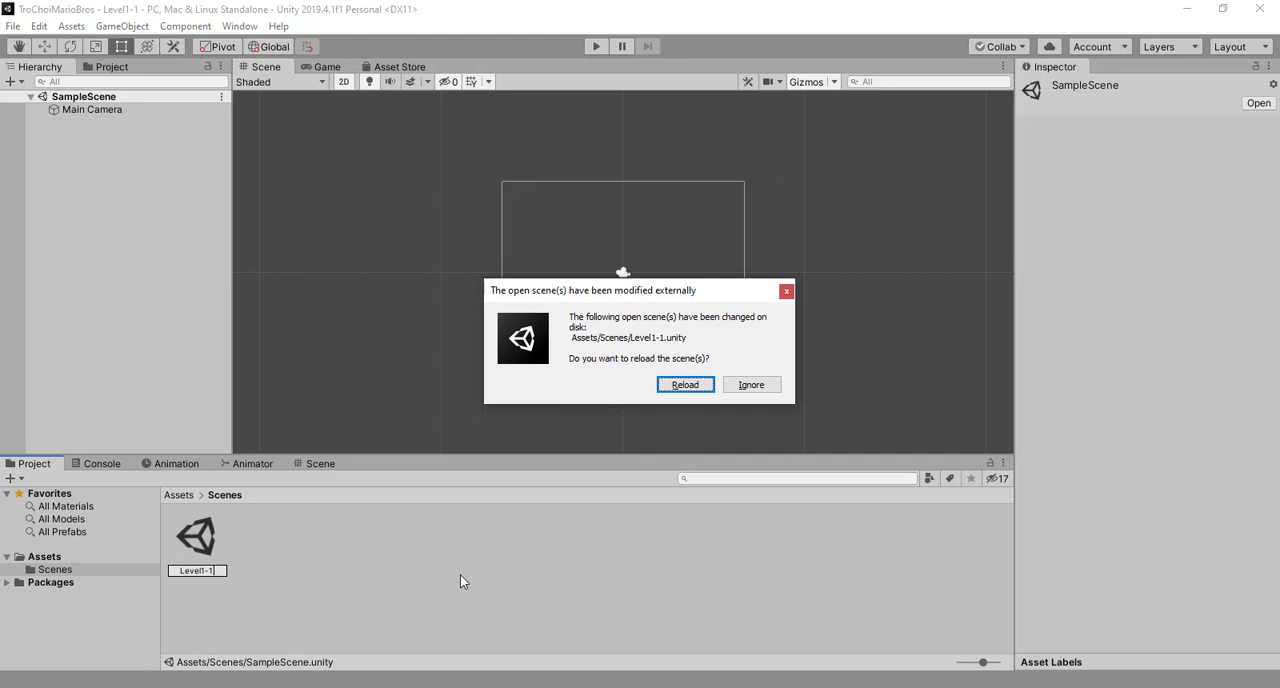 TroChoiMarioBros - Level1-1 - PC, Mac & Linux Standalone - Unity 2019.4.1f1 Personal <DX11>
File Edit Assets GameObject Component Window Help
Pivot Global Collab Account Layers Layout
Hierarchy Project Scene Game Asset Store Inspector
All Shaded 2D 0 Gizmos All
SampleScene
Main Camera
SampleScene
Open
The open scene(s) have been modified externally
x
The following open scene(s) have been changed on
disk:
Assets/Scenes/Level1-1.unity
Do you want to reload the scene(s)?
Reload Ignore
Project Console Animation Animator Scene
17
Favorites
All Materials
All Models
All Prefabs
Assets
Scenes
Packages
Assets > Scenes
Level1-1
Assets/Scenes/SampleScene.unity
Asset Labels